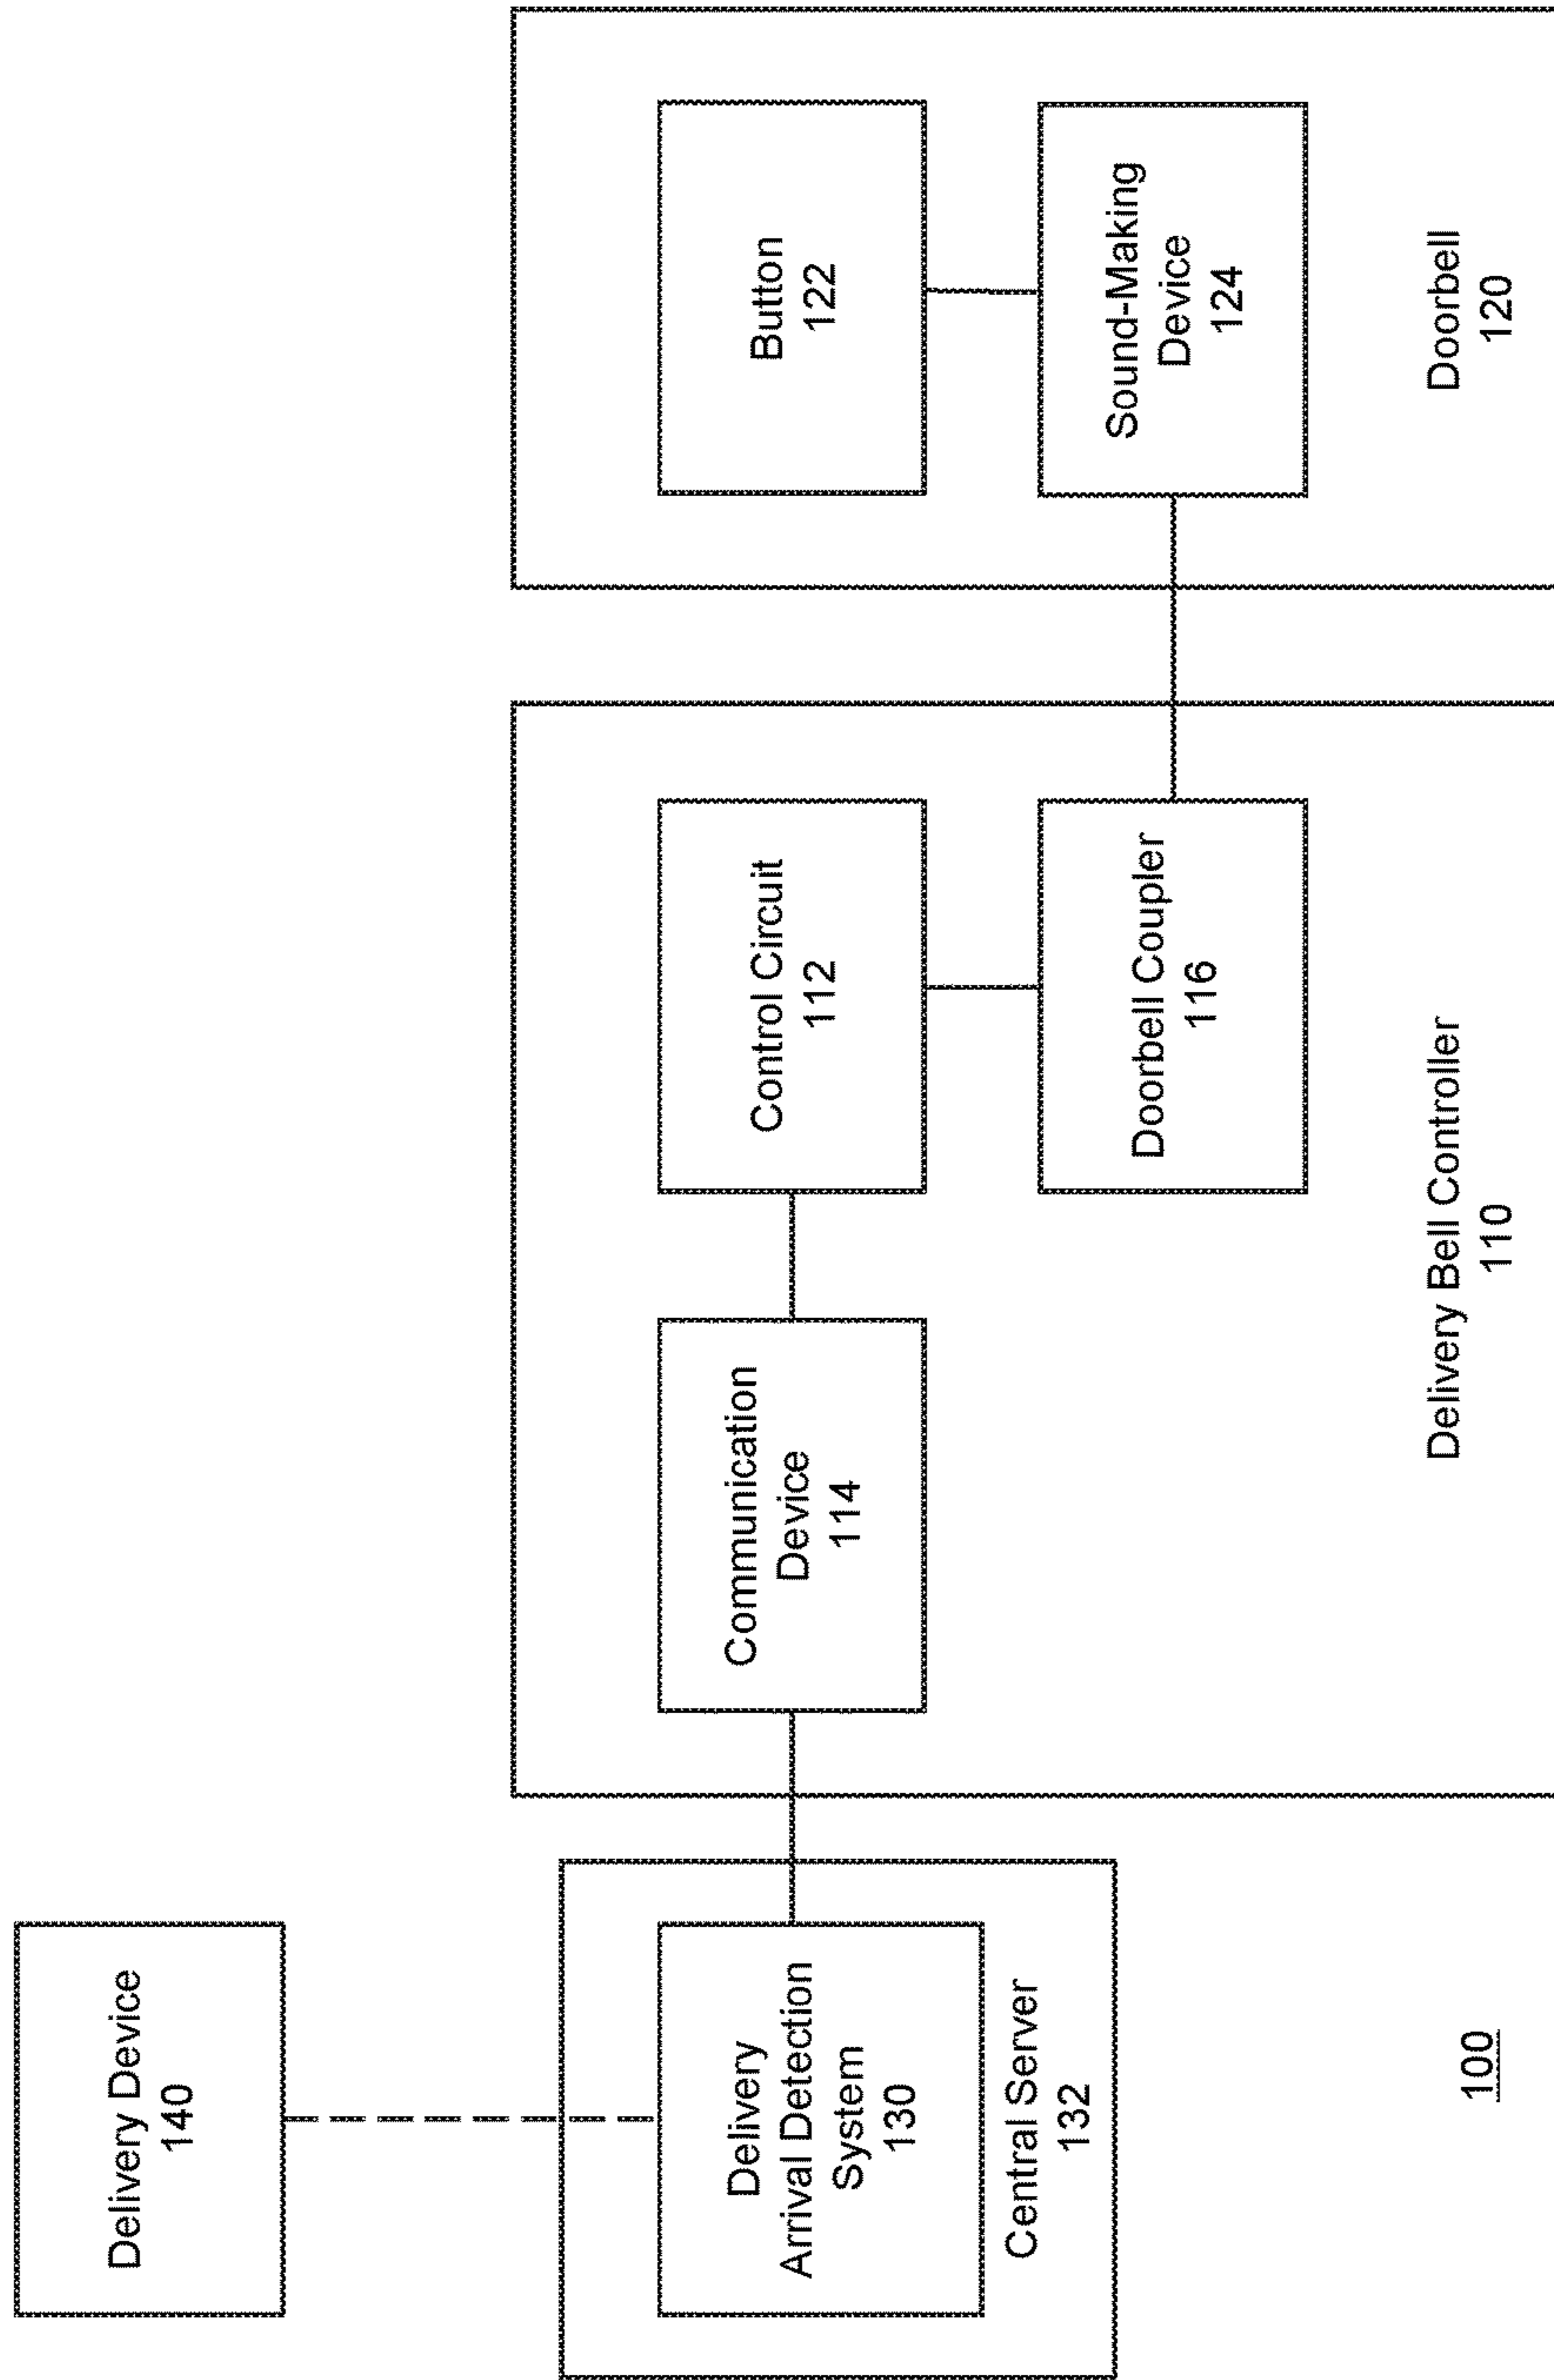 Delivery Device
140
Delivery
Arrival Detection
System
130
Central Server
132
100
Communication
Device
114
Control Circuit
112
Doorbell Coupler
116
Delivery Bell Controller
110
Button
122
Sound-Making
Device
124
Doorbell
120